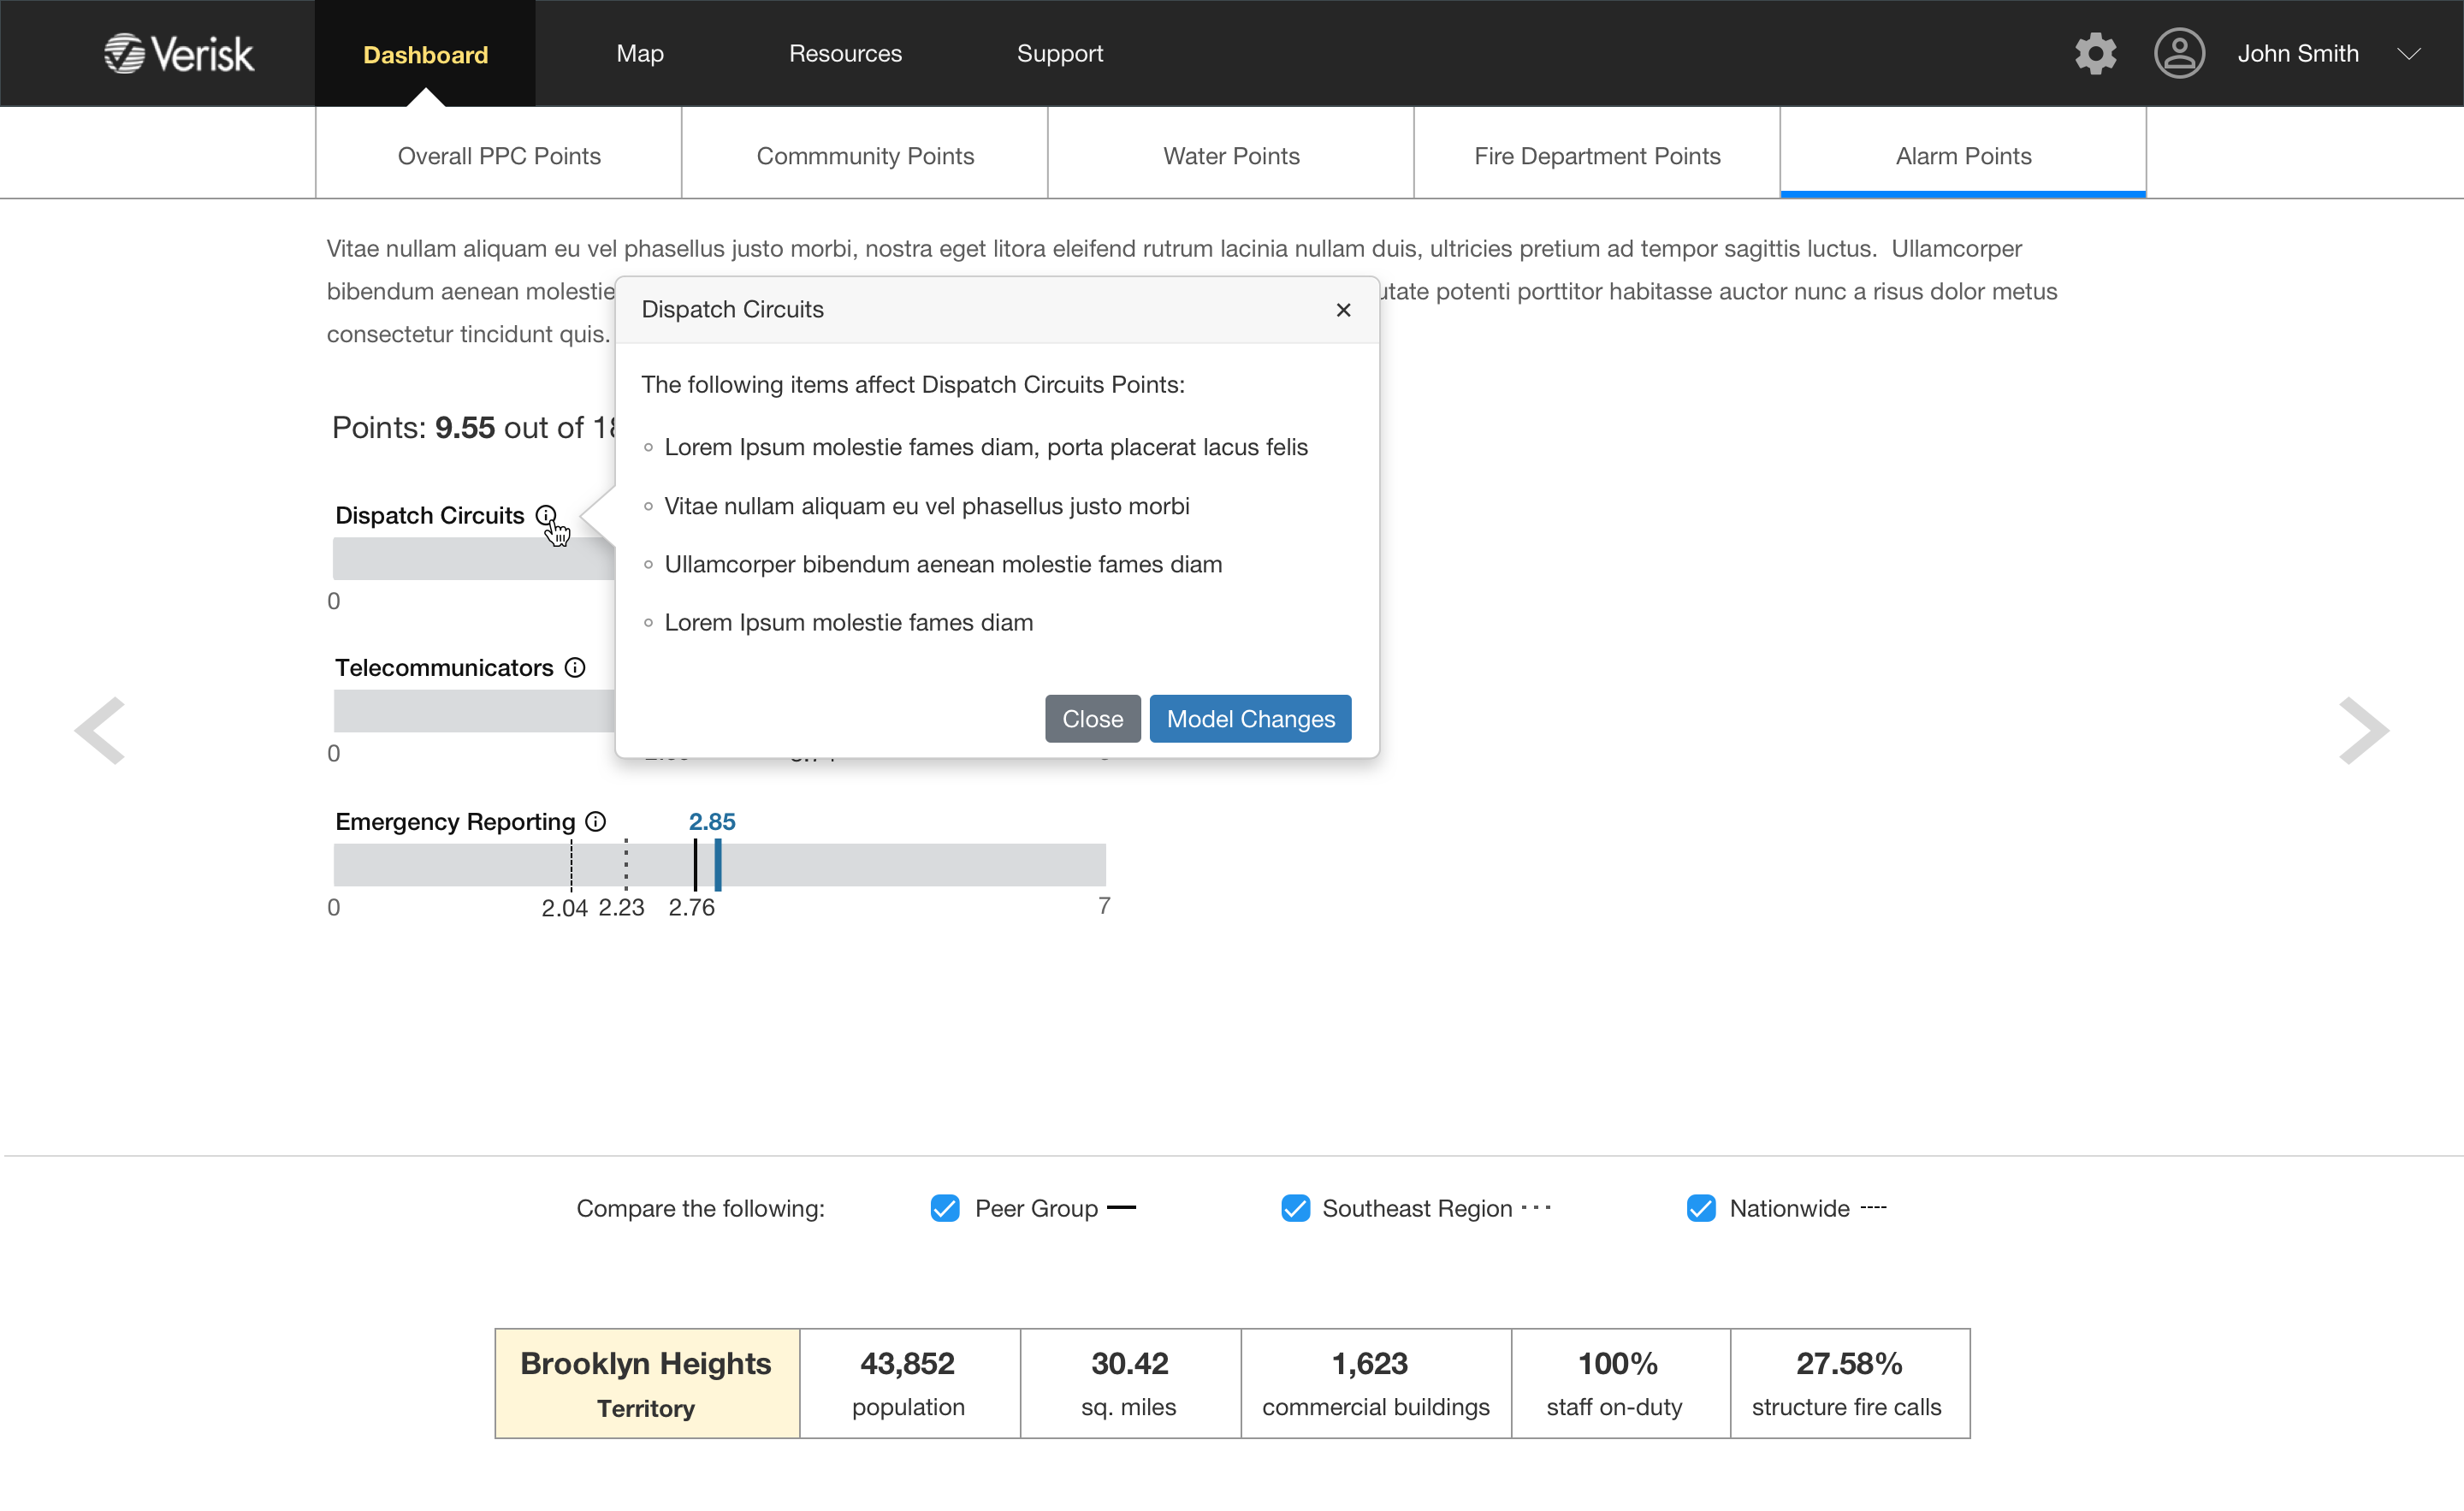 Verisk
Dashboard
Map
Resources
Support
John Smith
Overall PPC Points
Commmunity Points
Water Points
Fire Department Points
Alarm Points
Vitae nullam aliquam eu vel phasellus justo morbi, nostra eget litora eleifend rutrum lacinia nullam duis, ultricies pretium ad tempor sagittis luctus.  Ullamcorper
bibendum aenean molestie utate potenti porttitor habitasse auctor nunc a risus dolor metus
consectetur tincidunt quis.
Dispatch Circuits
The following items affect Dispatch Circuits Points:
Lorem Ipsum molestie fames diam, porta placerat lacus felis
Vitae nullam aliquam eu vel phasellus justo morbi
Ullamcorper bibendum aenean molestie fames diam
Lorem Ipsum molestie fames diam
Close
Model Changes
Points: 9.55 out of
Dispatch Circuits
0
Telecommunicators
0
Emergency Reporting
2.85
0
2.04 2.23 2.76
7
Compare the following:
Peer Group
Southeast Region
Nationwide
Brooklyn Heights
Territory
43,852
population
30.42
sq. miles
1,623
commercial buildings
100%
staff on-duty
27.58%
structure fire calls